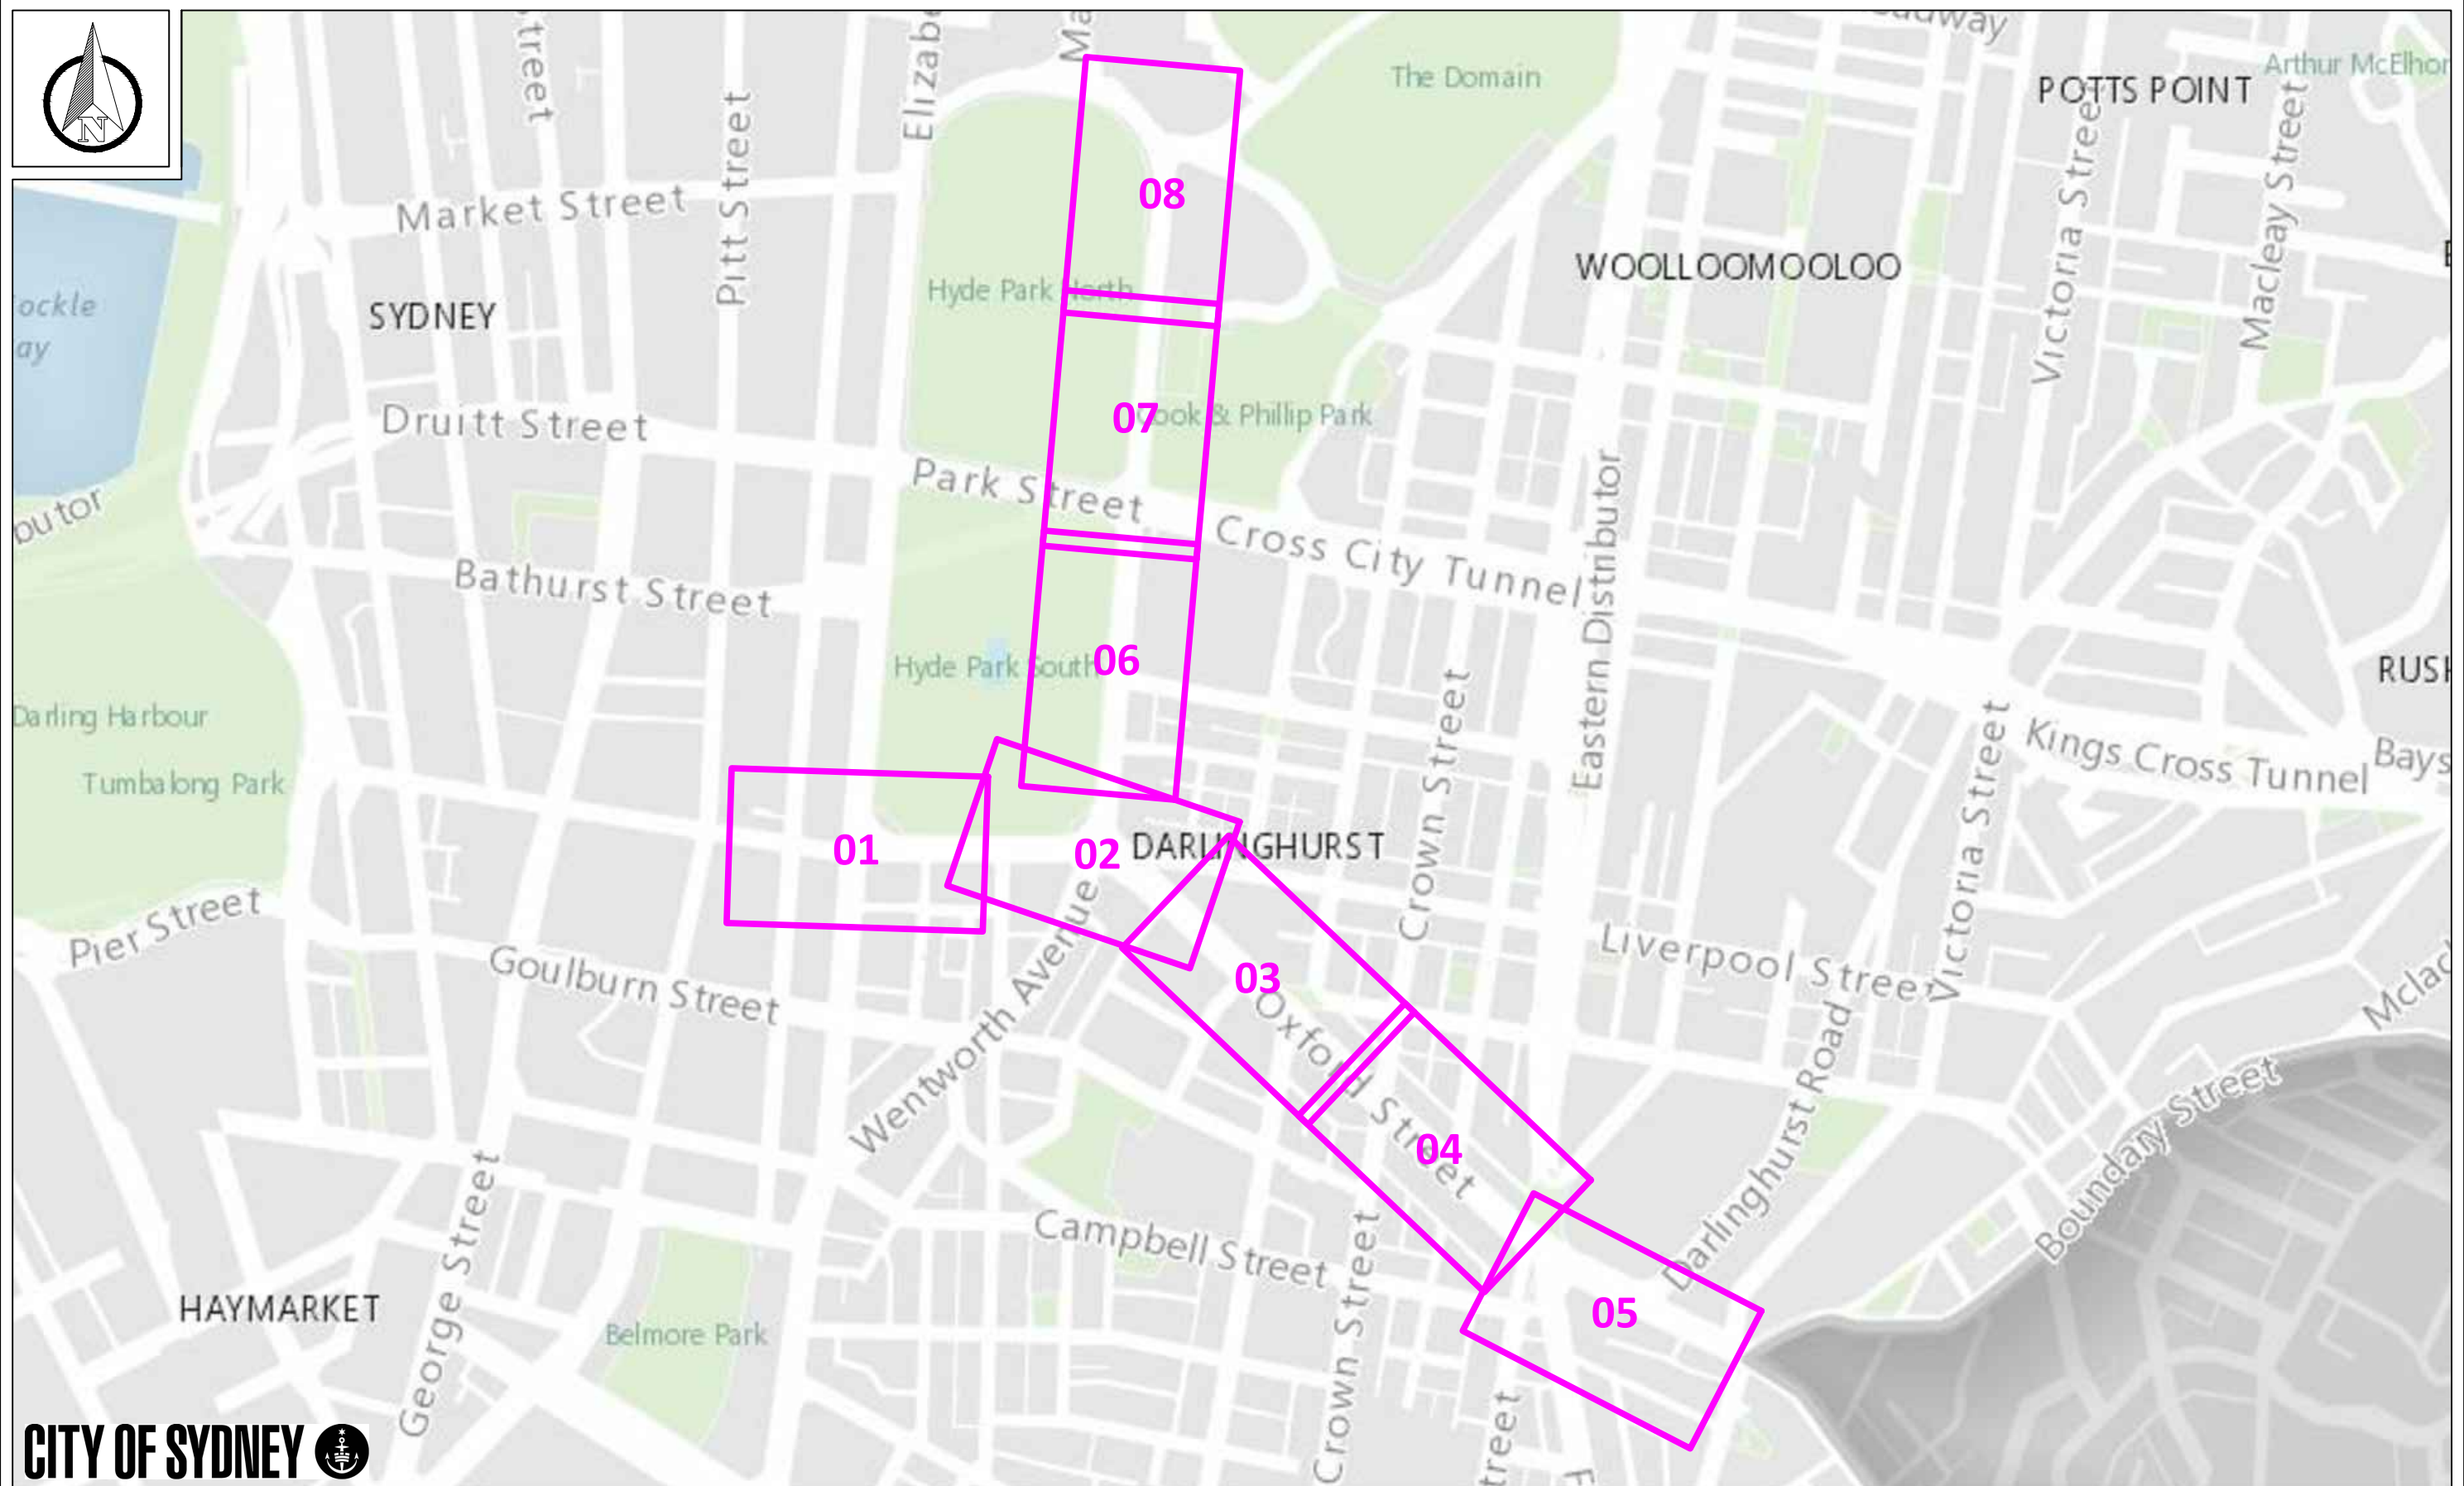 N
Market Street
Pitt Street
The Domain
POTTS POINT
Victoria Street
Macleay Street
08
WOOLLOOMOOLOO
Hyde Park North
SYDNEY
Druitt Street
07
Cook & Phillip Park
Park Street
Cross City Tunnel
Eastern Distributor
Bathurst Street
Hyde Park South
06
Darling Harbour
Tumbalong Park
Crown Street
Kings Cross Tunnel
Victoria Street
01
02
DARLINGHURST
Pier Street
Goulburn Street
Wentworth Avenue
03
Liverpool Street
Oxford Street
04
Darlinghurst Road
Boundary Street
Campbell Street
George Street
HAYMARKET
Belmore Park
Crown Street
05
CITY OF SYDNEY